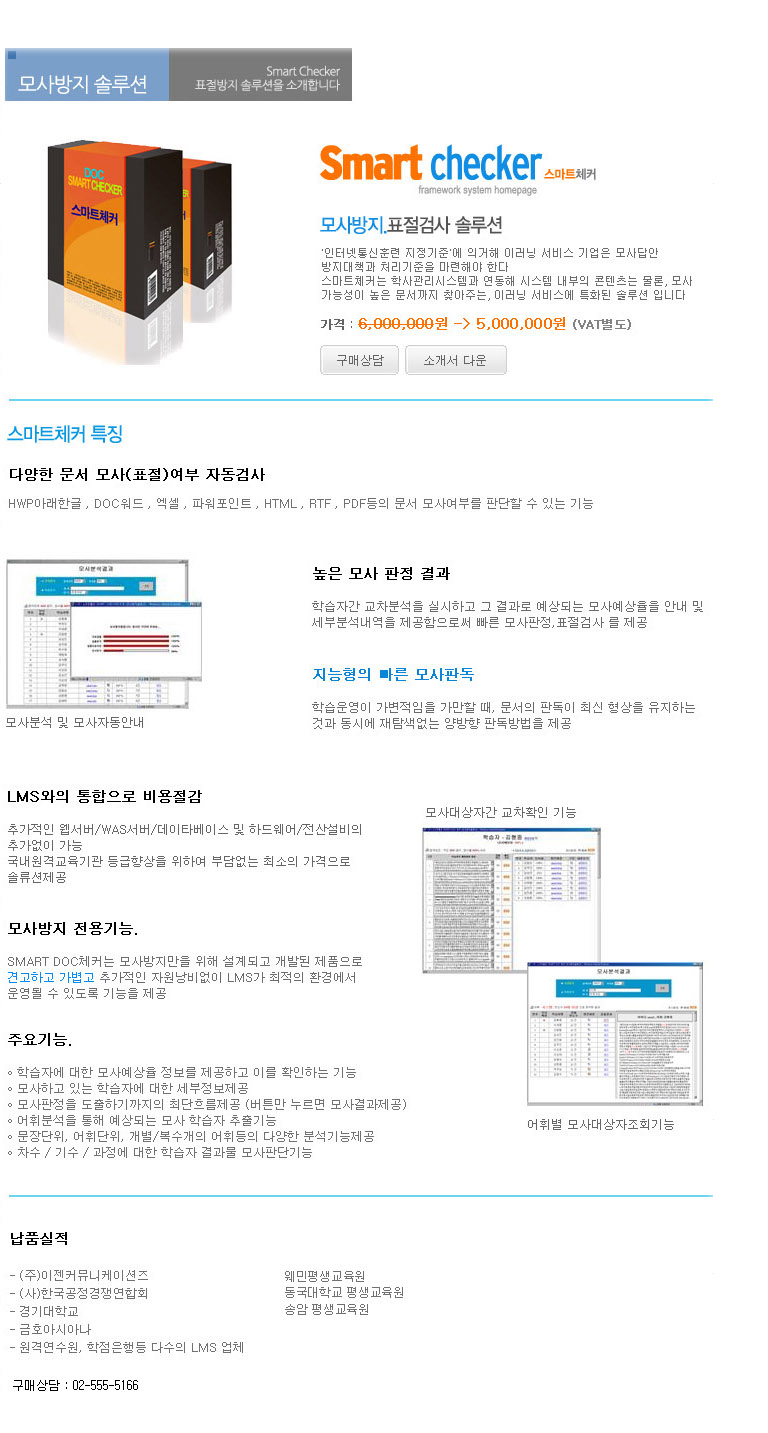 모사방지 솔루션
Smart Checker
표절방지 솔루션을 소개합니다
DOC
SMART CHECKER
스마트체커
Smart checker 스마트체커
framework system homepage
모사방지.표절검사 솔루션
'인터넷통신훈련 지정기준'에 의거해 이러닝 서비스 기업은 모사답안
방지대책과 처리기준을 마련해야 한다
스마트체커는 학사관리시스템과 연동해 시스템 내부의 콘텐츠는 물론, 모사
가능성이 높은 문서까지 찾아주는, 이러닝 서비스에 특화된 솔루션 입니다
가격 : 6,000,000원 -> 5,000,000원 (VAT별도)
구매상담
소개서 다운
스마트체커 특징
다양한 문서 모사(표절)여부 자동검사
HWP아래한글 , DOC워드 , 엑셀 , 파워포인트 , HTML , RTF , PDF등의 문서 모사여부를 판단할 수 있는 기능
모사분석결과
모사분석 및 모사자동안내
높은 모사 판정 결과
학습자간 교차분석을 실시하고 그 결과로 예상되는 모사예상율을 안내 및
세부분석내역을 제공함으로써 빠른 모사판정,표절검사 를 제공
지능형의 빠른 모사판독
학습운영이 가변적임을 가만할 때, 문서의 판독이 최신 형상을 유지하는
것과 동시에 재탐색없는 양방향 판독방법을 제공
LMS와의 통합으로 비용절감
추가적인 웹서버/WAS서버/데이타베이스 및 하드웨어/전산설비의
추가없이 가능
국내원격교육기관 등급향상을 위하여 부담없는 최소의 가격으로
솔류션제공
모사방지 전용기능.
SMART DOC체커는 모사방지만을 위해 설계되고 개발된 제품으로
견고하고 가볍고 추가적인 자원낭비없이 LMS가 최적의 환경에서
운영될 수 있도록 기능을 제공
주요기능.
◦ 학습자에 대한 모사예상율 정보를 제공하고 이를 확인하는 기능
◦ 모사하고 있는 학습자에 대한 세부정보제공
◦ 모사판정을 도출하기까지의 최단흐름제공 (버튼만 누르면 모사결과제공)
◦ 어휘분석을 통해 예상되는 모사 학습자 추출기능
◦ 문장단위, 어휘단위, 개별/복수개의 어휘등의 다양한 분석기능제공
◦ 차수 / 기수 / 과정에 대한 학습자 결과물 모사판단기능
모사대상자간 교차확인 기능
모사분석결과
어휘별 모사대상자조회기능
납품실적
- (주)이젠커뮤니케이션즈
- (사)한국공정경쟁연합회
- 경기대학교
- 금호아시아나
- 원격연수원, 학점은행등 다수의 LMS 업체
웨민평생교육원
동국대학교 평생교육원
송암 평생교육원
구매상담 : 02-555-5166